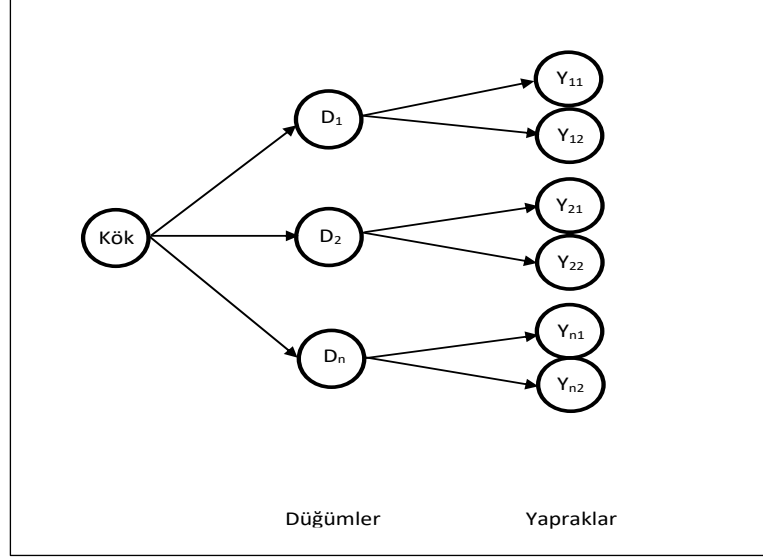 Y₁₁
D₁
Y₁₂
Y₂₁
Kök
D₂
Y₂₂
Yₙ₁
Dₙ
Yₙ₂
Düğümler
Yapraklar